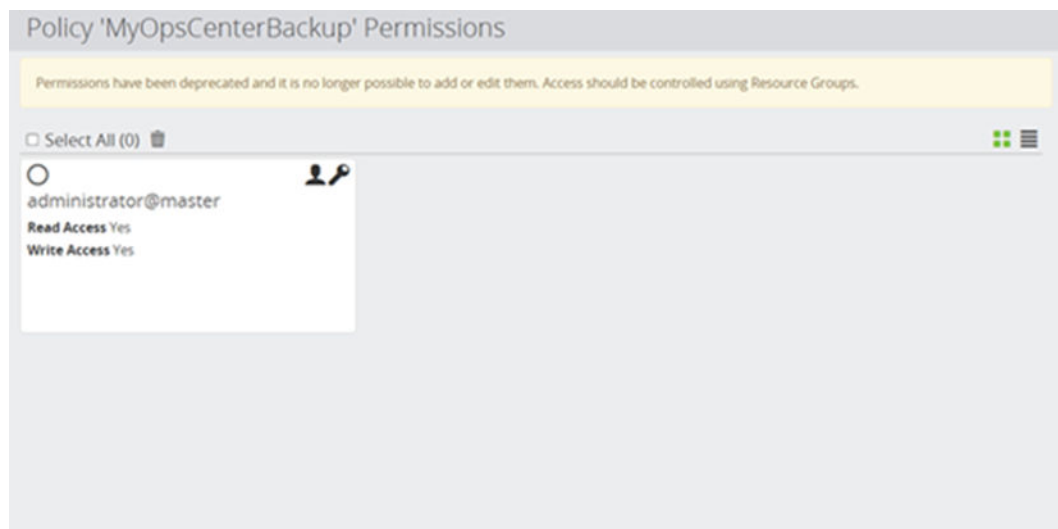 Policy 'MyOpsCenterBackup' Permissions
Permissions have been deprecated and it is no longer possible to add or edit them. Access should be controlled using Resource Groups.
Select All (0)
administrator@master
Read Access Yes
Write Access Yes